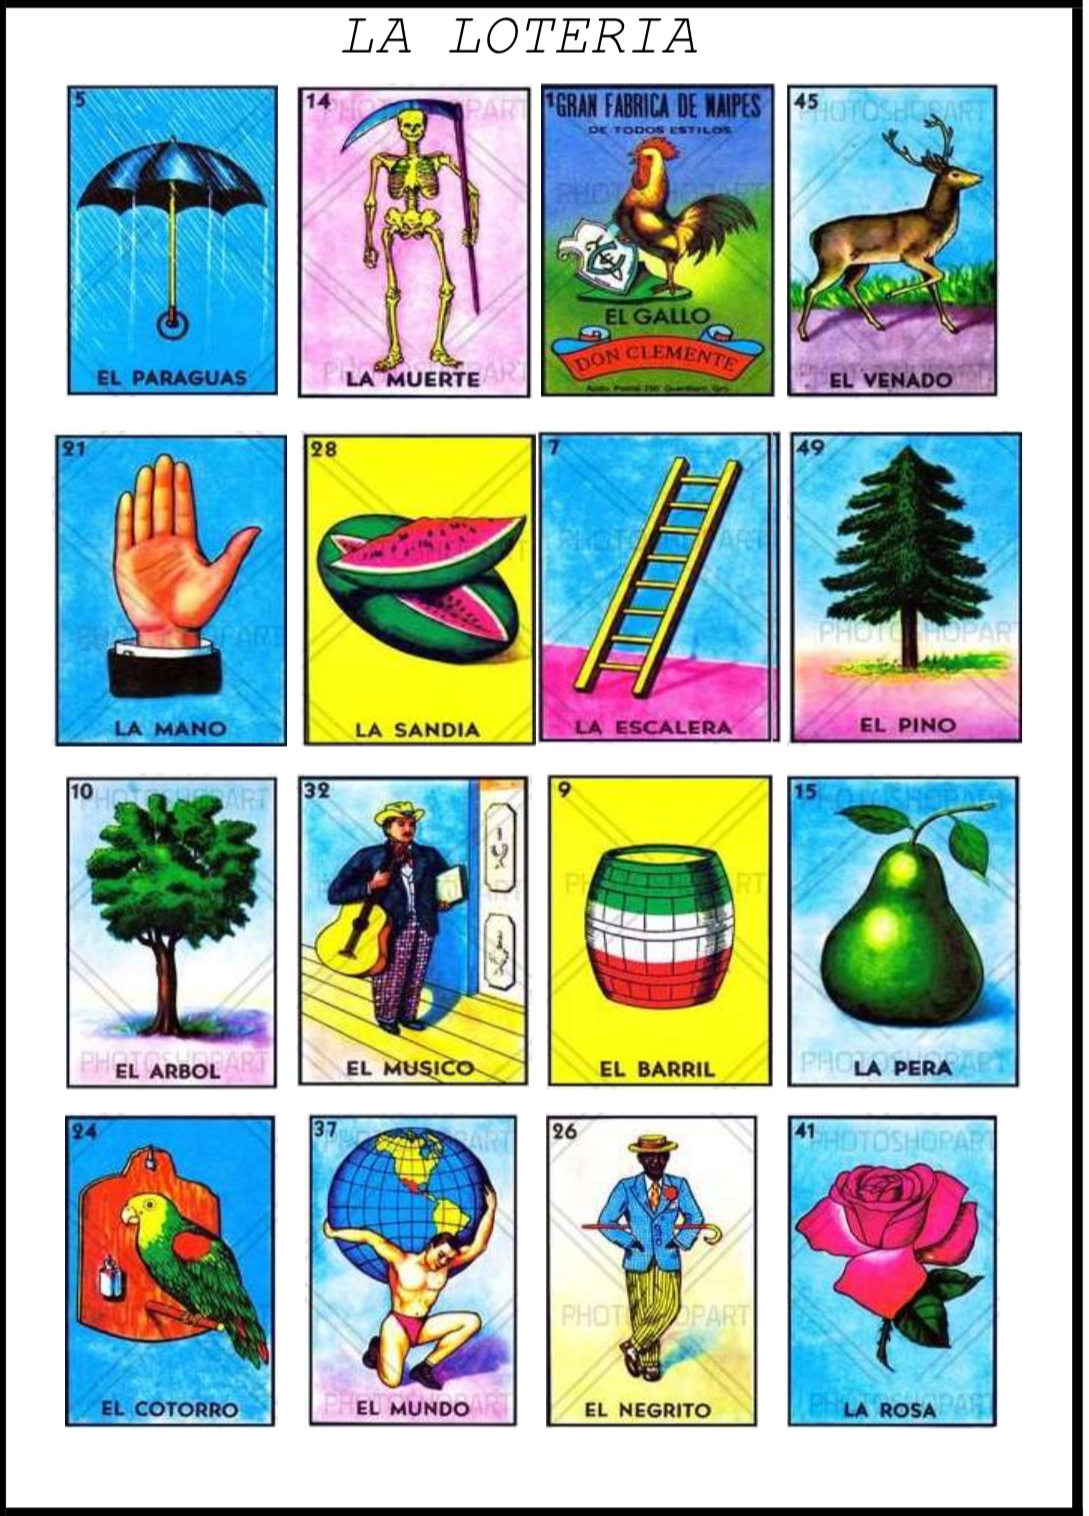 LA LOTERIA
5
EL PARAGUAS
14
LA MUERTE
1
GRAN FABRICA DE NAIPES
DE TODOS ESTILOS
EL GALLO
DON CLEMENTE
45
EL VENADO
21
LA MANO
28
LA SANDIA
7
LA ESCALERA
49
EL PINO
10
EL ARBOL
32
EL MUSICO
9
EL BARRIL
15
LA PERA
24
EL COTORRO
37
EL MUNDO
26
EL NEGRITO
41
LA ROSA
PHOTOSHOPART